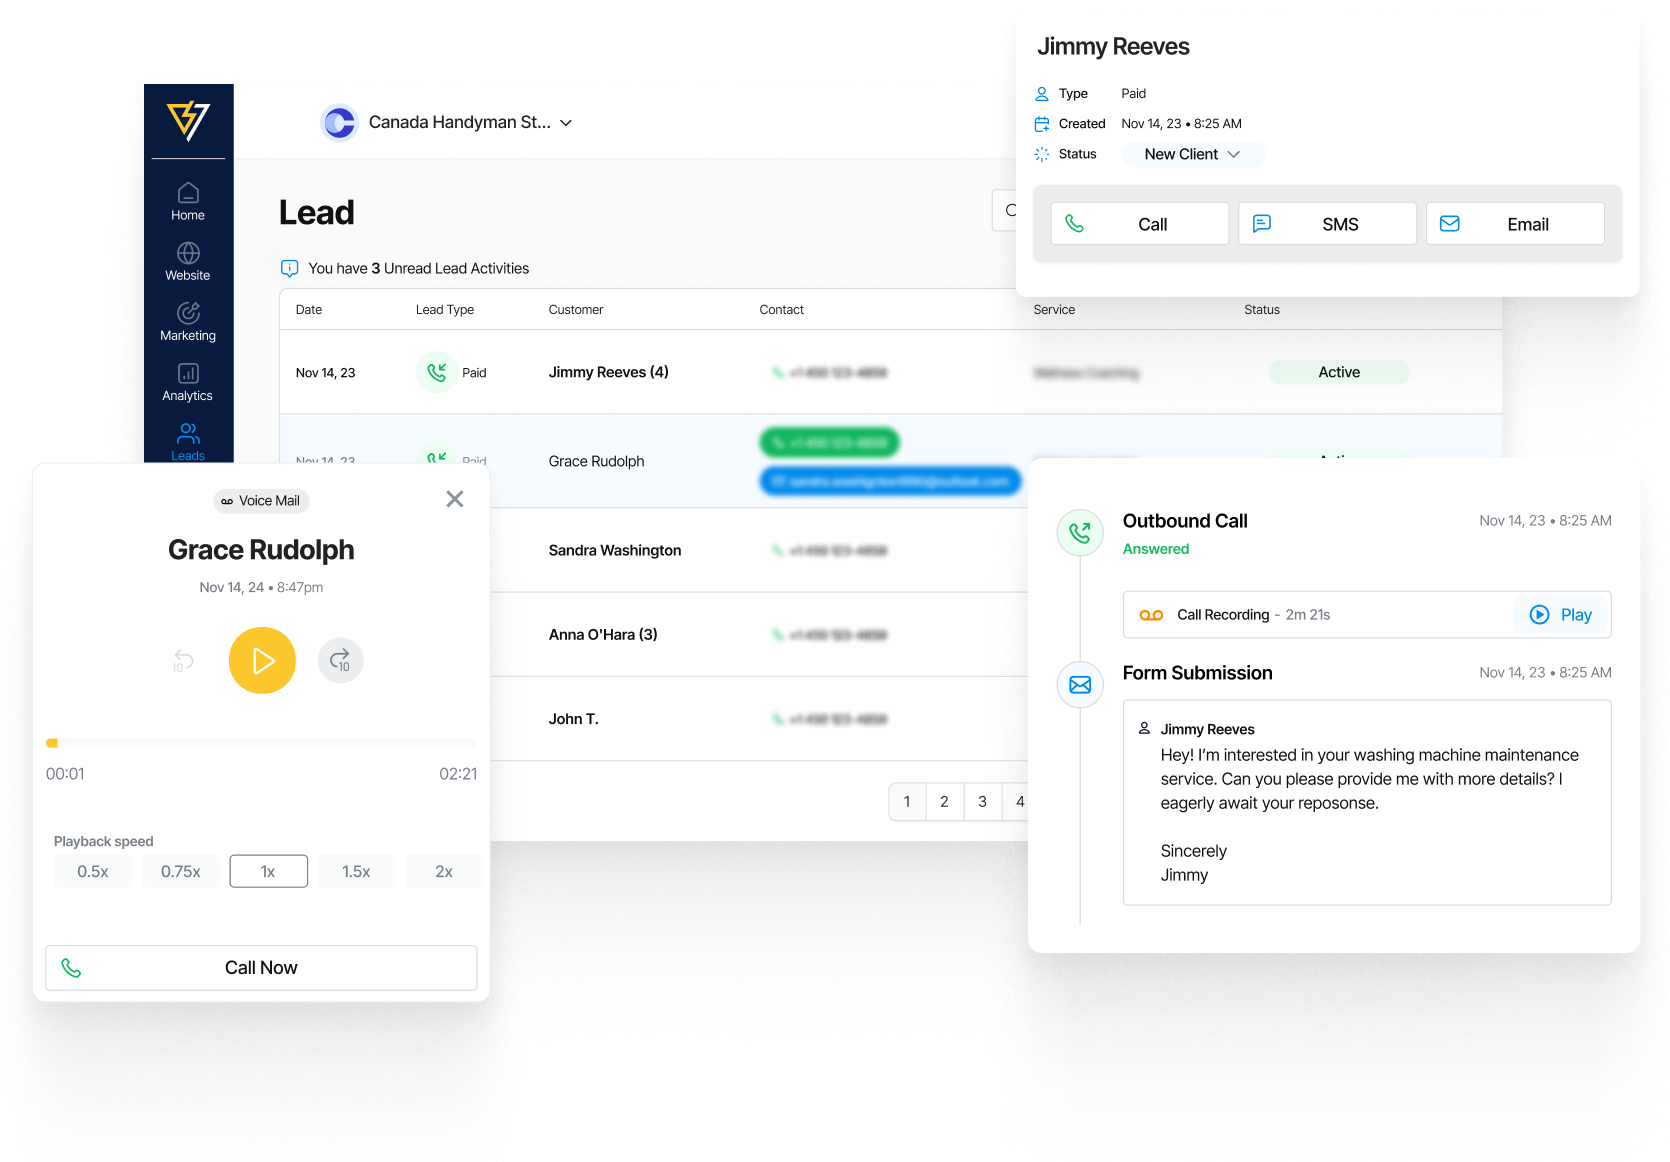 Jimmy Reeves
Type Paid
Created Nov 14, 23 • 8:25 AM
Status New Client
Call SMS Email
Canada Handyman St...
Home
Website
Marketing
Analytics
Leads
Lead
You have 3 Unread Lead Activities
Date Lead Type Customer Contact Service Status
Nov 14, 23 Paid Jimmy Reeves (4) Active
Nov 14, 23 Paid Grace Rudolph
Sandra Washington
Anna O'Hara (3)
John T.
1 2 3 4
Voice Mail
Grace Rudolph
Nov 14, 24 • 8:47pm
10 10
00:01 02:21
Playback speed
0.5x 0.75x 1x 1.5x 2x
Call Now
Outbound Call Nov 14, 23 • 8:25 AM
Answered
Call Recording - 2m 21s Play
Form Submission Nov 14, 23 • 8:25 AM
Jimmy Reeves
Hey! I’m interested in your washing machine maintenance
service. Can you please provide me with more details? I
eagerly await your reposonse.
Sincerely
Jimmy